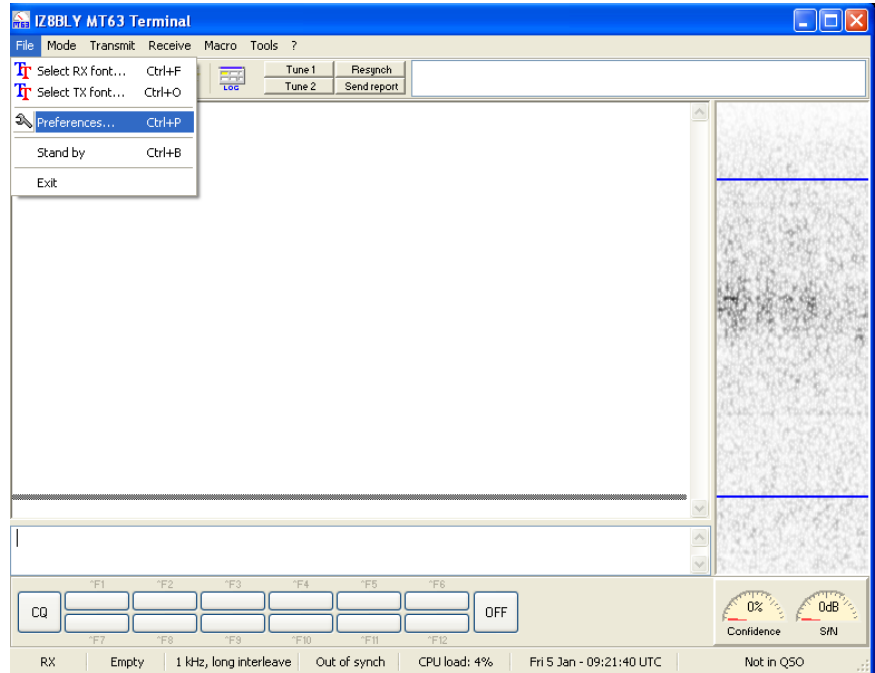 IZ8BLY MT63 Terminal
File Mode Transmit Receive Macro Tools ?
Select RX font... Ctrl+F
Select TX font... Ctrl+O
Preferences... Ctrl+P
Stand by Ctrl+B
Exit
LOG
Tune 1 Resynch
Tune 2 Send report
^F1 ^F2 ^F3 ^F4 ^F5 ^F6
CQ OFF
^F7 ^F8 ^F9 ^F10 ^F11 ^F12
0% 0dB
Confidence S/N
RX Empty 1 kHz, long interleave Out of synch CPU load: 4% Fri 5 Jan - 09:21:40 UTC Not in QSO